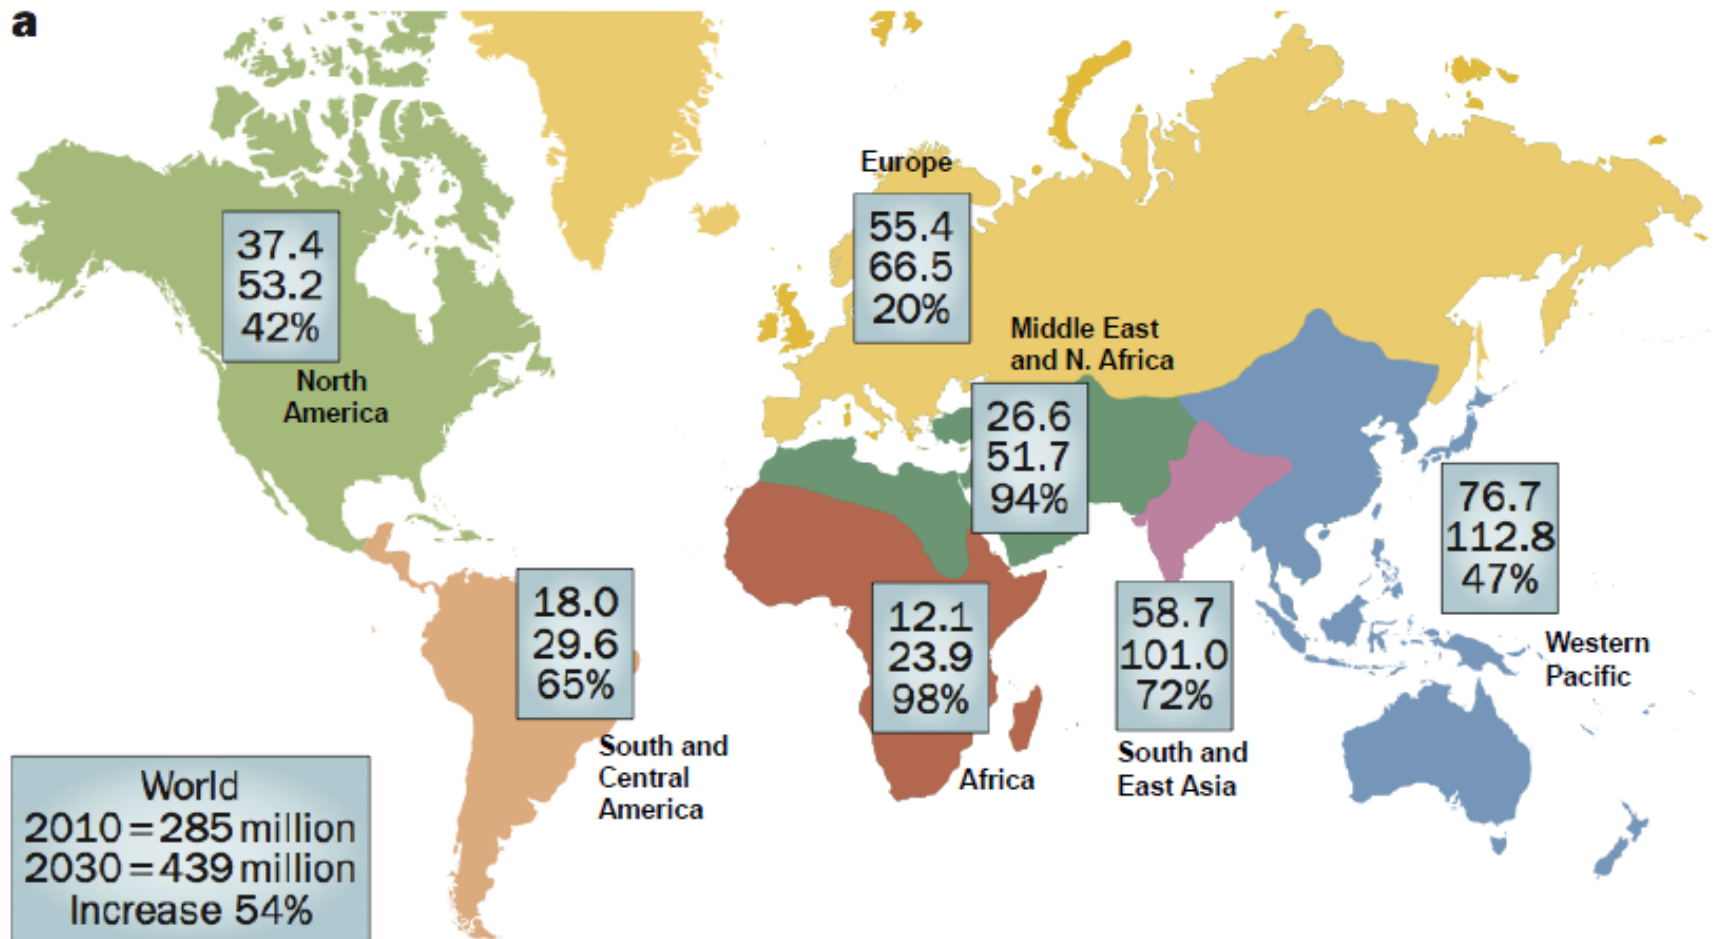 a
Europe
55.4
66.5
20%
37.4
53.2
42%
North
America
Middle East
and N. Africa
26.6
51.7
94%
76.7
112.8
47%
Western
Pacific
18.0
29.6
65%
South and
Central
America
12.1
23.9
98%
Africa
58.7
101.0
72%
South and
East Asia
World
2010 = 285 million
2030 = 439 million
Increase 54%